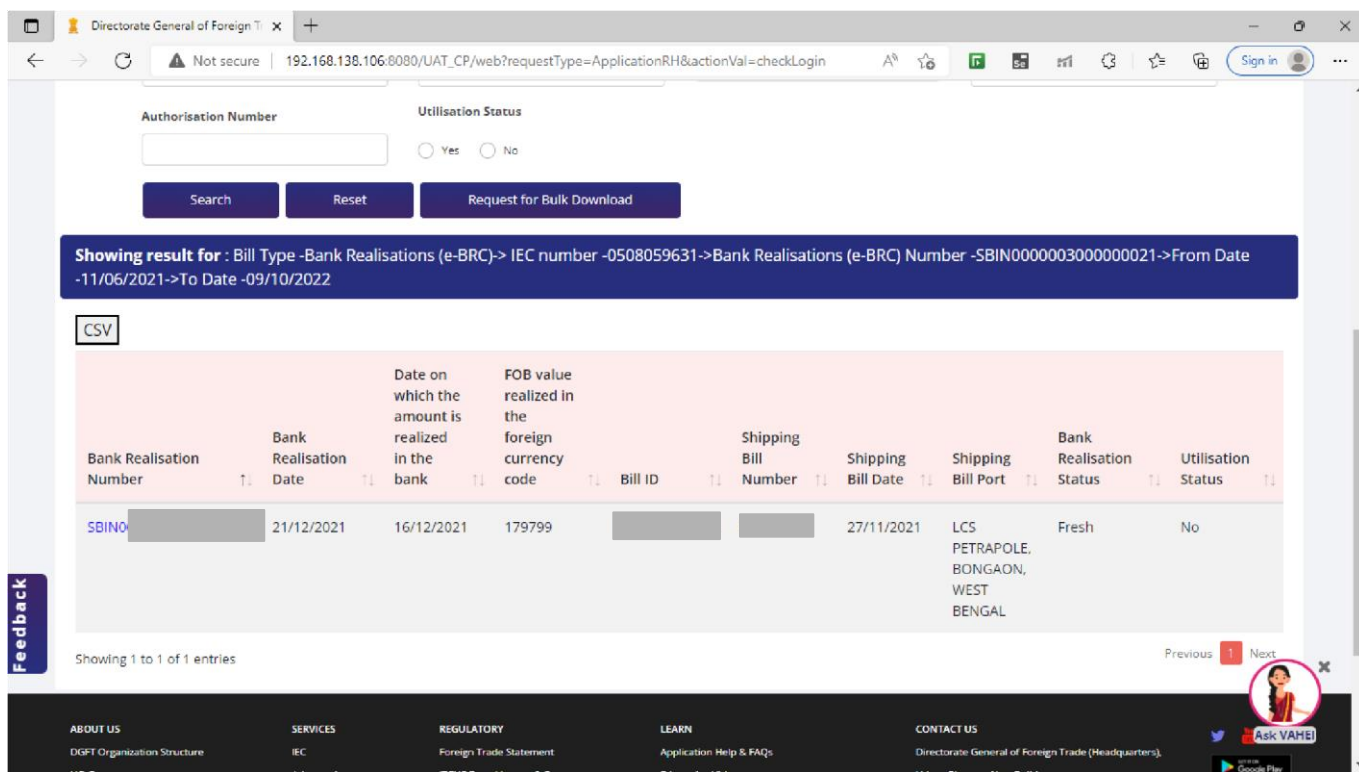 Directorate General of Foreign T
Not secure | 192.168.138.106:8080/UAT_CP/web?requestType=ApplicationRH&actionVal=checkLogin
Sign in
Authorisation Number
Utilisation Status
Yes
No
Search
Reset
Request for Bulk Download
Showing result for : Bill Type -Bank Realisations (e-BRC)-> IEC number -0508059631->Bank Realisations (e-BRC) Number -SBIN0000003000000021->From Date
-11/06/2021->To Date -09/10/2022
CSV
Bank Realisation
Number
Bank
Realisation
Date
Date on
which the
amount is
realized
in the
bank
FOB value
realized in
the
foreign
currency
code
Bill ID
Shipping
Bill
Number
Shipping
Bill Date
Shipping
Bill Port
Bank
Realisation
Status
Utilisation
Status
SBIN0
21/12/2021
16/12/2021
179799
27/11/2021
LCS
PETRAPOLE,
BONGAON,
WEST
BENGAL
Fresh
No
Feedback
Showing 1 to 1 of 1 entries
Previous 1 Next
Ask VAHEI
ABOUT US
SERVICES
REGULATORY
LEARN
CONTACT US
DGFT Organization Structure
IEC
Foreign Trade Statement
Application Help & FAQs
Directorate General of Foreign Trade (Headquarters),
Google Play